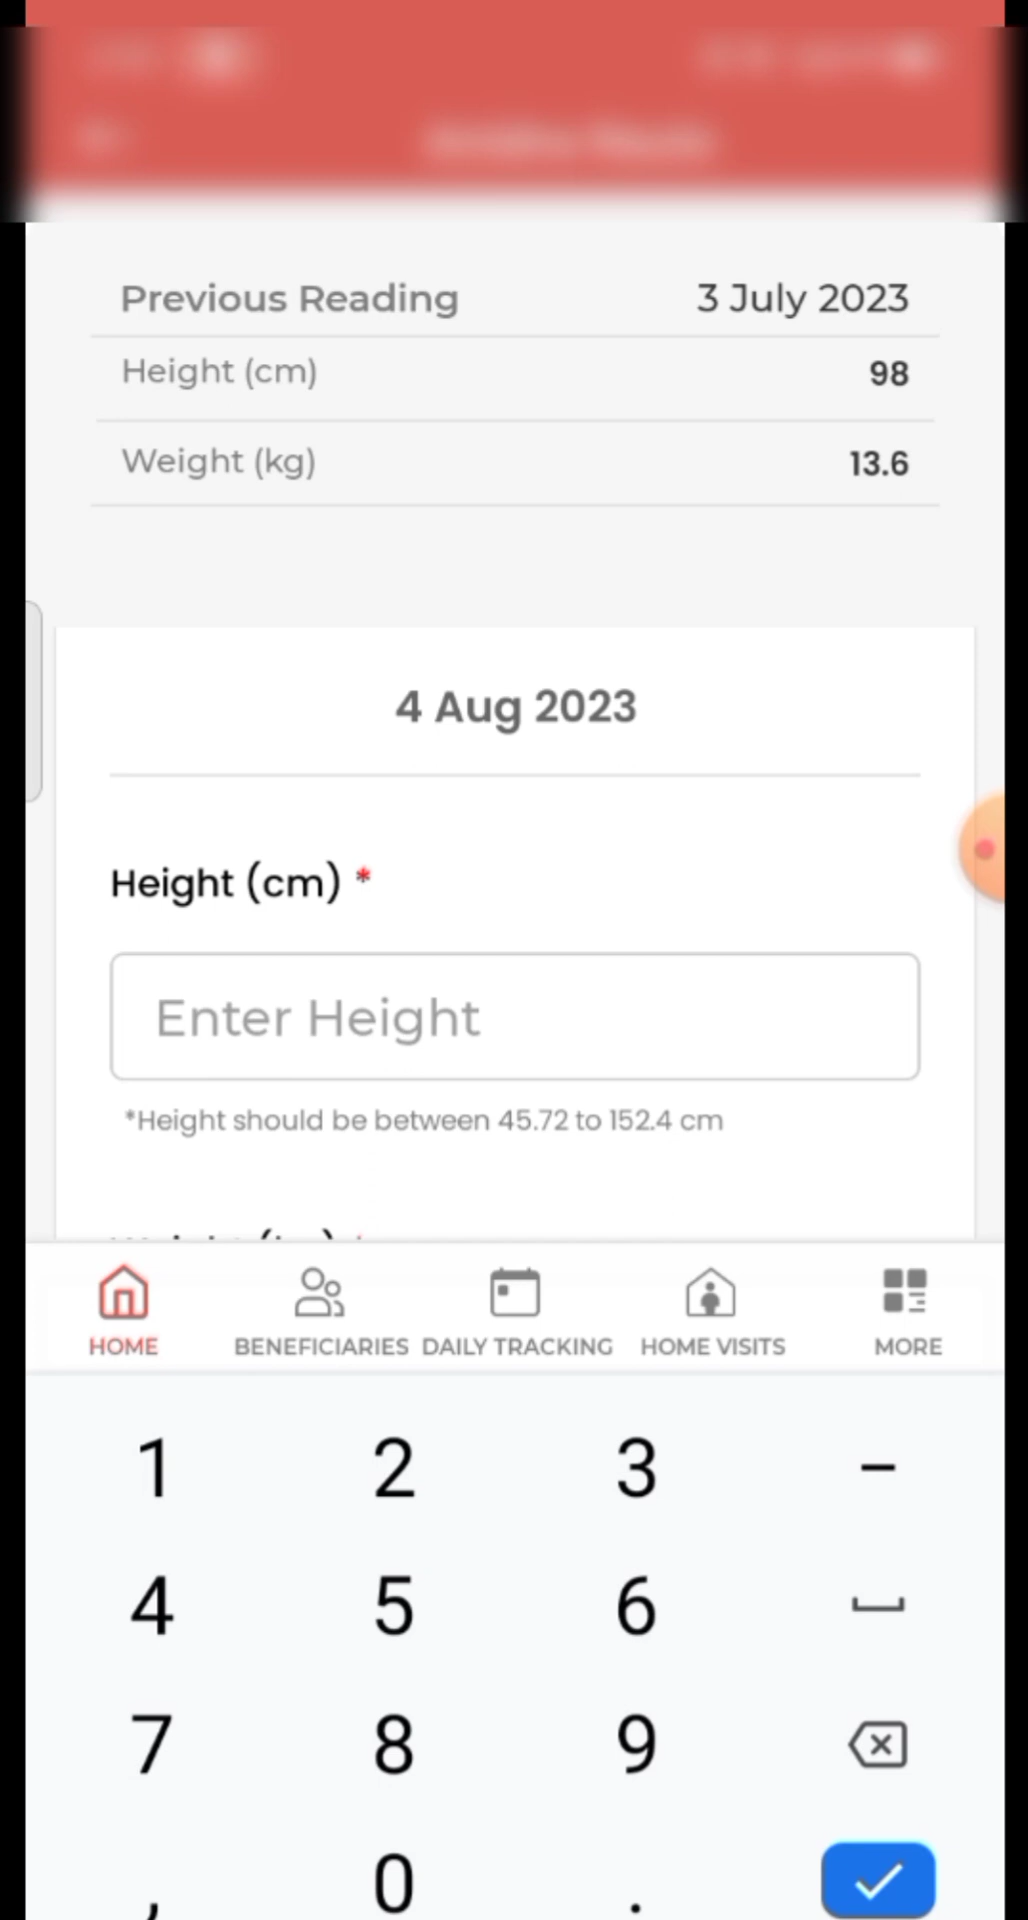 Previous Reading 3 July 2023
Height (cm) 98
Weight (kg) 13.6
4 Aug 2023
Height (cm) *
Enter Height
*Height should be between 45.72 to 152.4 cm
HOME BENEFICIARIES DAILY TRACKING HOME VISITS MORE
1 2 3 -
4 5 6
7 8 9
, 0 .